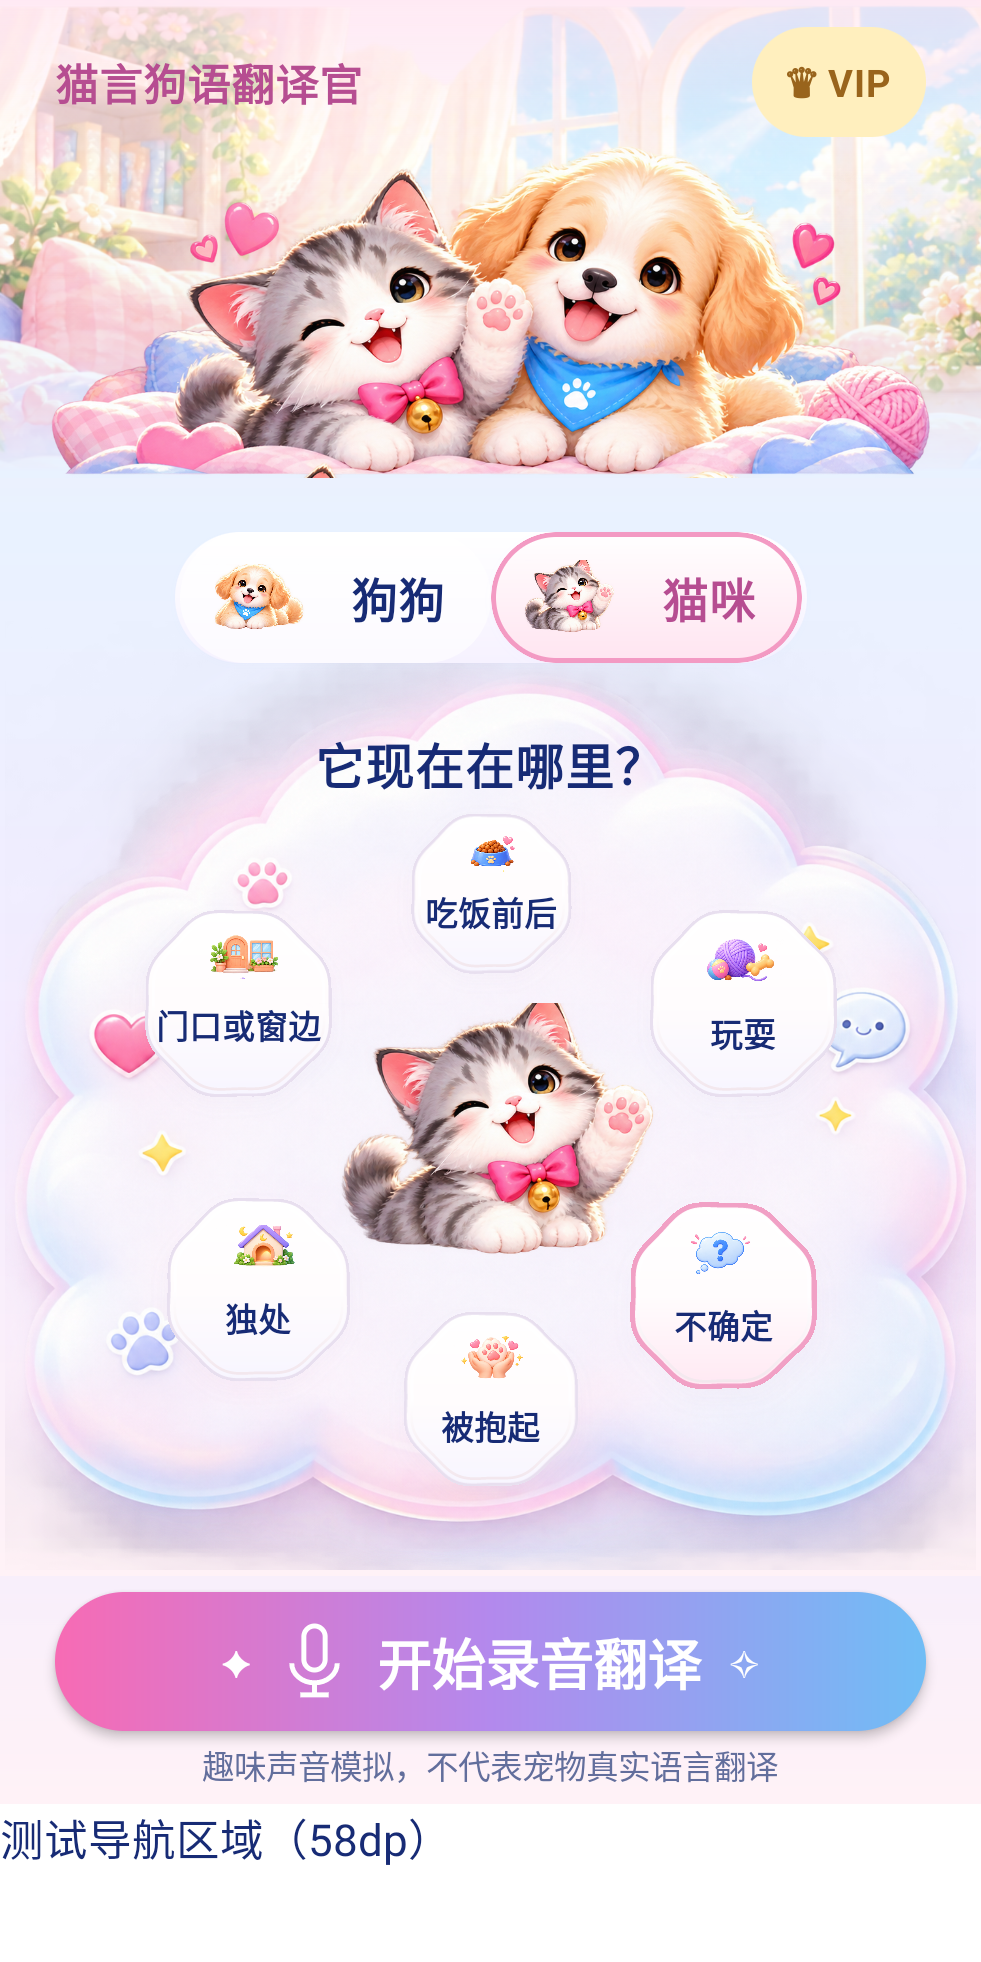 猫言狗语翻译官
VIP
狗狗
猫咪
它现在在哪里？
吃饭前后
门口或窗边
玩耍
独处
不确定
被抱起
开始录音翻译
趣味声音模拟，不代表宠物真实语言翻译
测试导航区域（58dp）